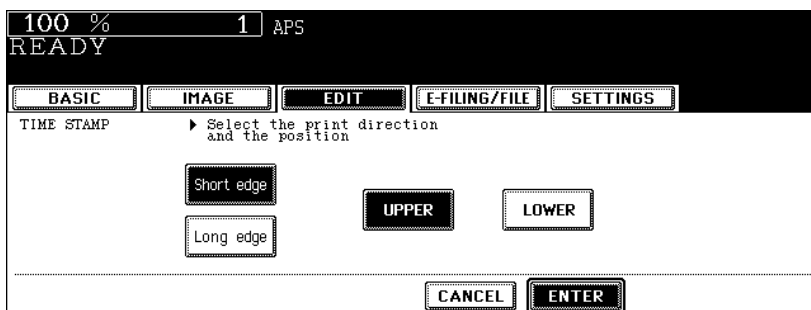 100 % 1 APS
READY
BASIC IMAGE EDIT E-FILING/FILE SETTINGS
TIME STAMP
Select the print direction
and the position
Short edge
UPPER LOWER
Long edge
CANCEL ENTER